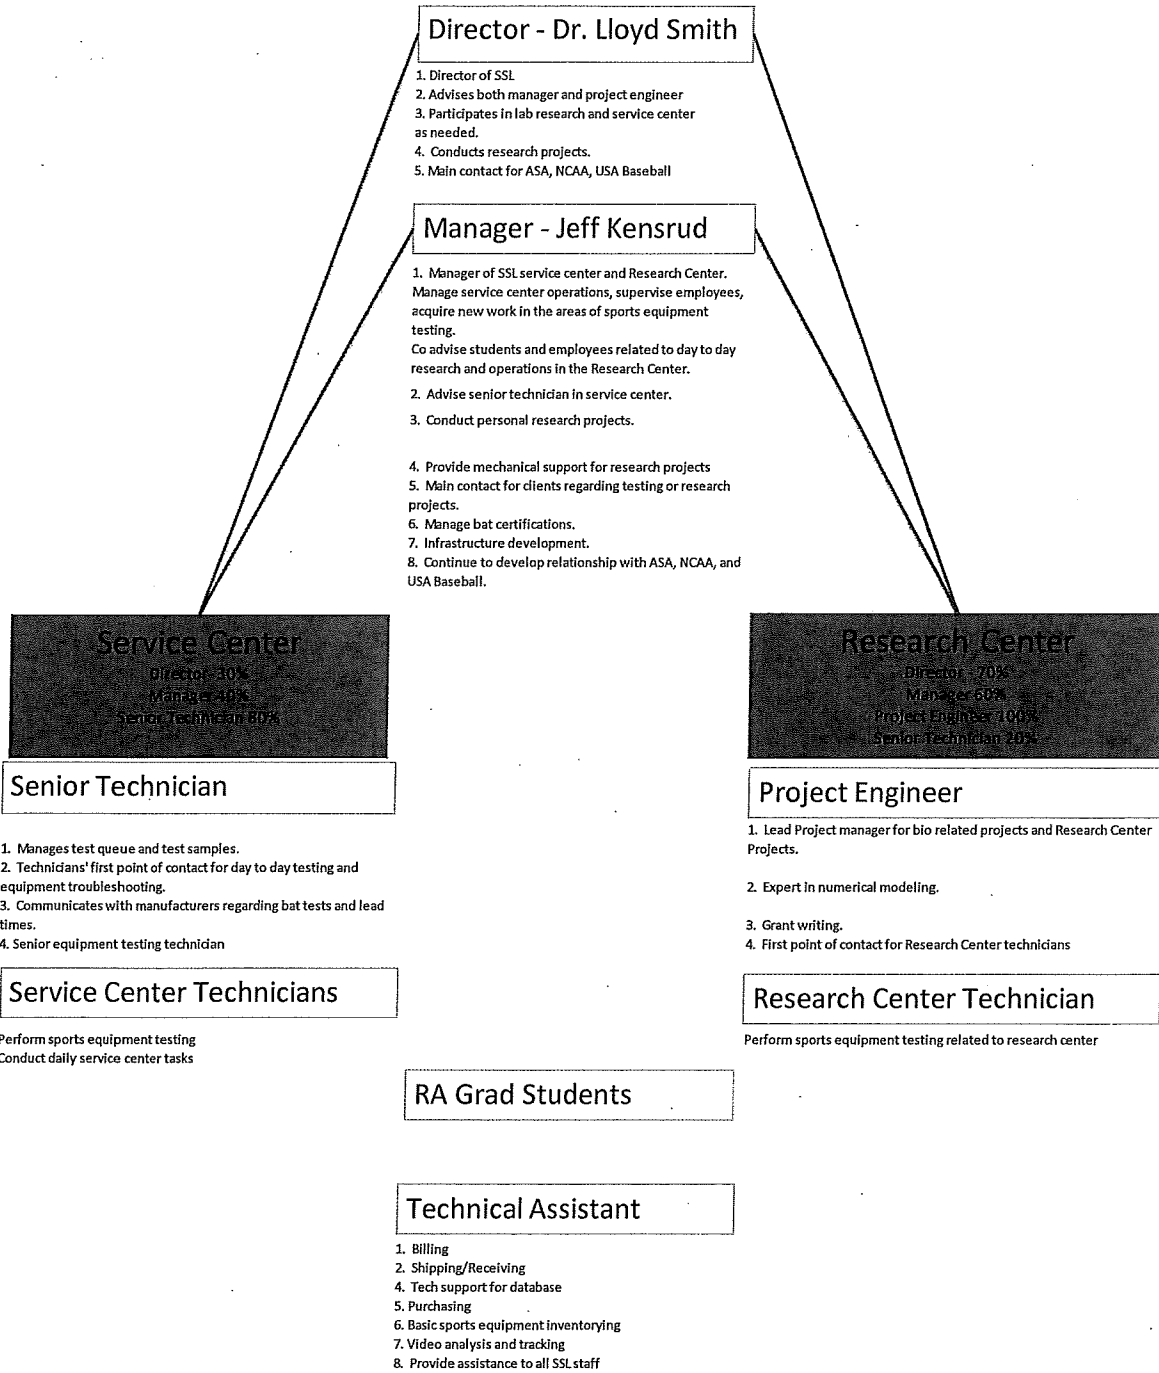 Director - Dr. Lloyd Smith
1. Director of SSL
2. Advises both manager and project engineer
3. Participates in lab research and service center
as needed.
4. Conducts research projects.
5. Main contact for ASA, NCAA, USA Baseball
Manager - Jeff Kensrud
1. Manager of SSL service center and Research Center.
Manage service center operations, supervise employees,
acquire new work in the areas of sports equipment
testing.
Co advise students and employees related to day to day
research and operations in the Research Center.
2. Advise senior technician in service center.
3. Conduct personal research projects.
4. Provide mechanical support for research projects
5. Main contact for clients regarding testing or research
projects.
6. Manage bat certifications.
7. Infrastructure development.
8. Continue to develop relationship with ASA, NCAA, and
USA Baseball.
Service Center
Director 30%
Manager 40%
Senior Technician 80%
Senior Technician
1. Manages test queue and test samples.
2. Technicians' first point of contact for day to day testing and
equipment troubleshooting.
3. Communicates with manufacturers regarding bat tests and lead
times.
4. Senior equipment testing technician
Service Center Technicians
Perform sports equipment testing
Conduct daily service center tasks
Research Center
Director - 70%
Manager 60%
Project Engineer 100%
Senior Technician 20%
Project Engineer
1. Lead Project manager for bio related projects and Research Center
Projects.
2. Expert in numerical modeling.
3. Grant writing.
4. First point of contact for Research Center technicians
Research Center Technician
Perform sports equipment testing related to research center
RA Grad Students
Technical Assistant
1. Billing
2. Shipping/Receiving
4. Tech support for database
5. Purchasing
6. Basic sports equipment inventorying
7. Video analysis and tracking
8. Provide assistance to all SSL staff